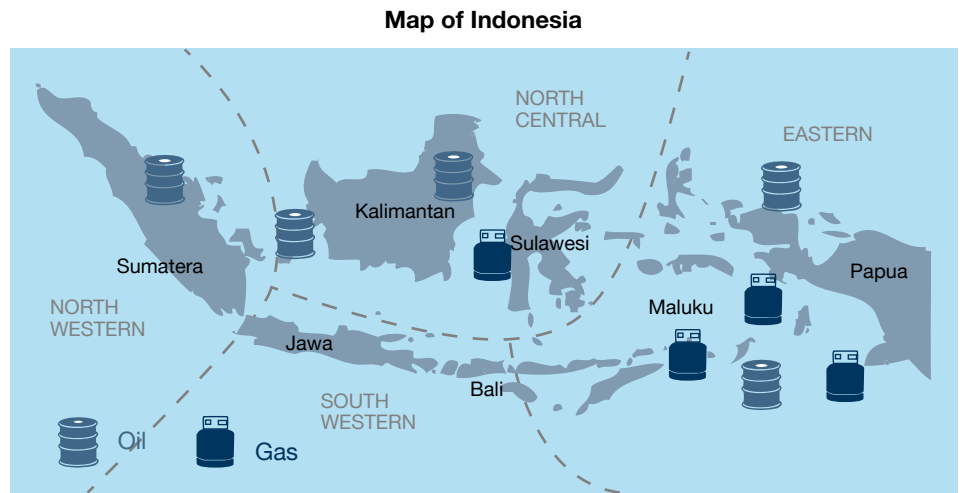 Map of Indonesia
NORTH
CENTRAL
EASTERN
Kalimantan
Sulawesi
Sumatera
Papua
NORTH
WESTERN
Maluku
Jawa
Bali
SOUTH
WESTERN
Oil
Gas